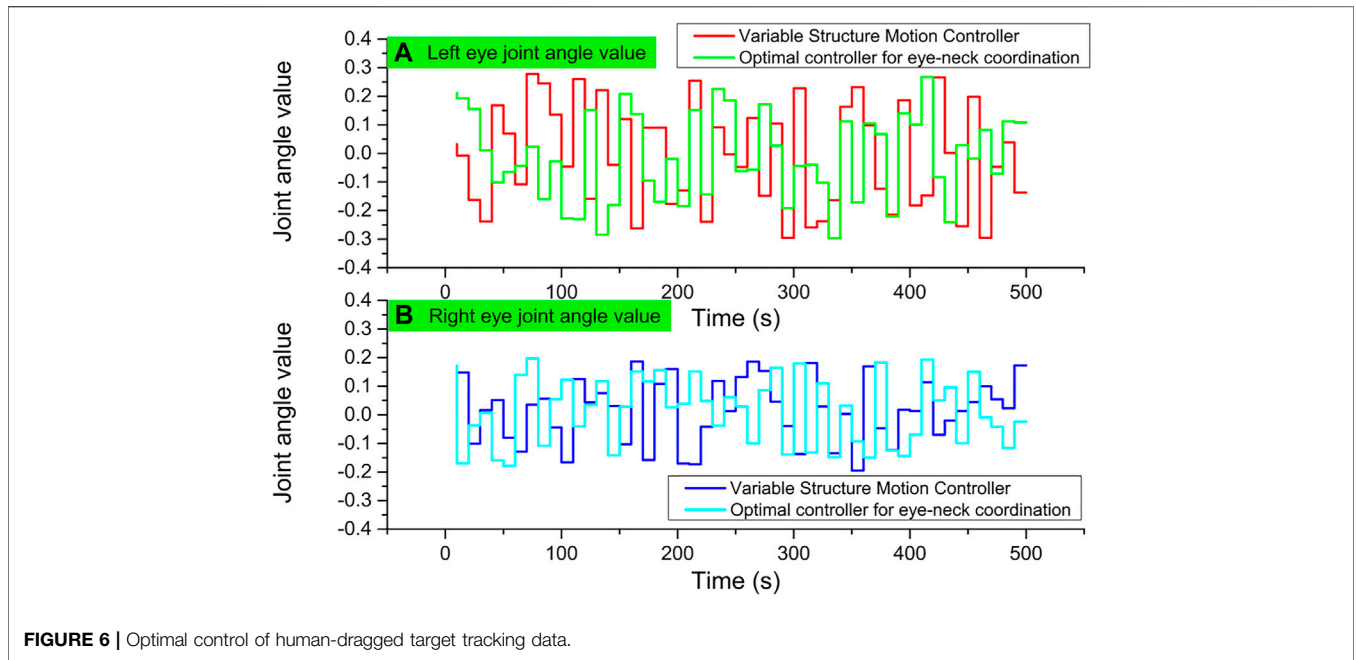 A Left eye joint angle value
Variable Structure Motion Controller
Optimal controller for eye-neck coordination
Joint angle value
0.4
0.3
0.2
0.1
0.0
-0.1
-0.2
-0.3
-0.4
0 100 200 300 400 500
Time (s)
B Right eye joint angle value
Joint angle value
0.4
0.3
0.2
0.1
0.0
-0.1
-0.2
-0.3
-0.4
Variable Structure Motion Controller
Optimal controller for eye-neck coordination
0 100 200 300 400 500
Time (s)
FIGURE 6 | Optimal control of human-dragged target tracking data.